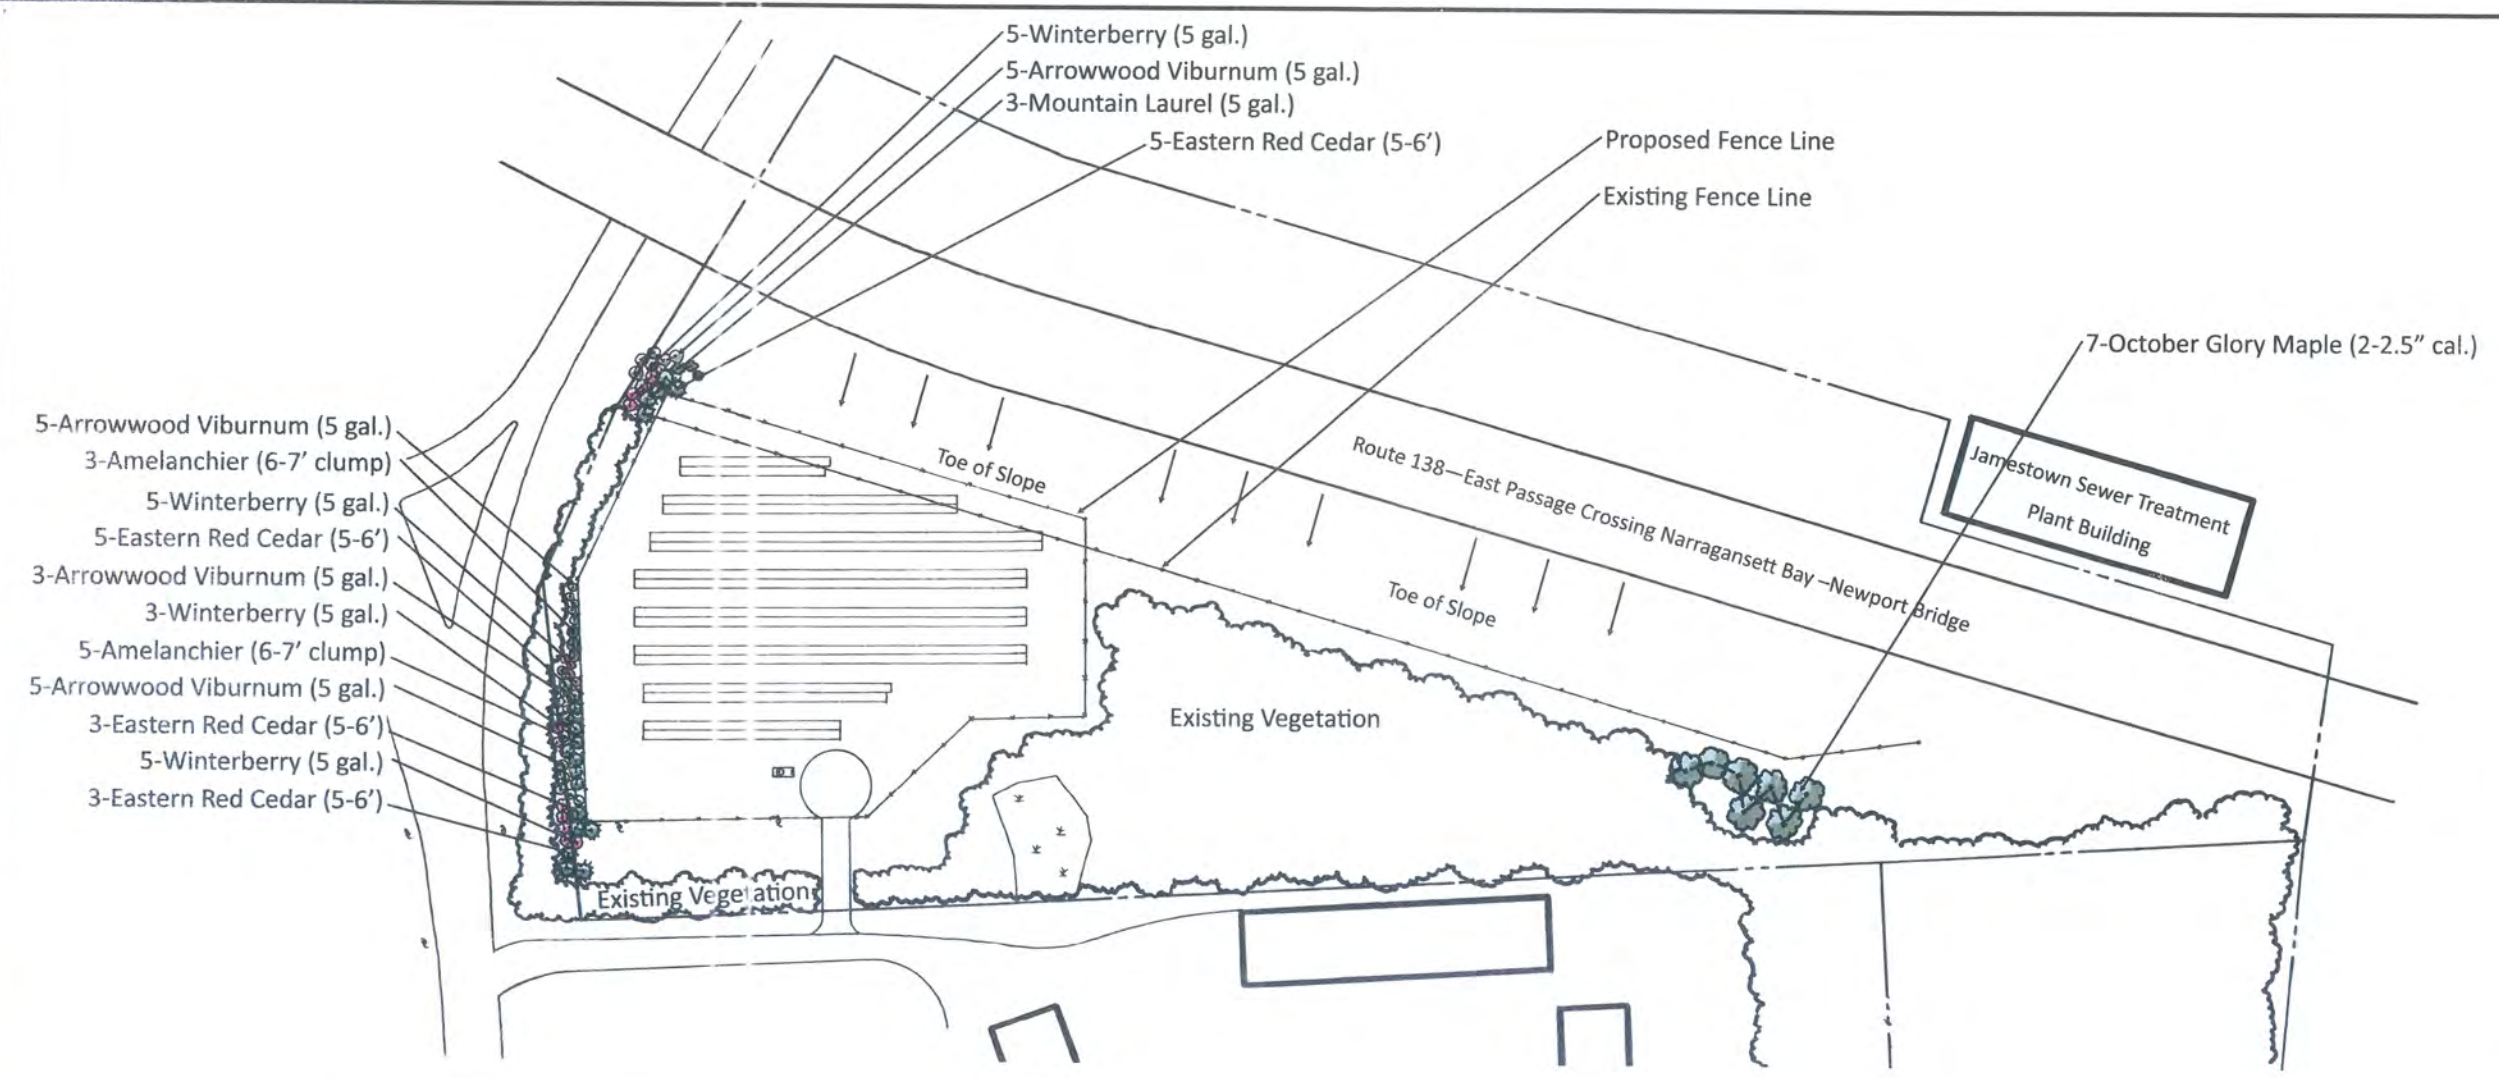 5-Winterberry (5 gal.)
5-Arrowwood Viburnum (5 gal.)
3-Mountain Laurel (5 gal.)
5-Eastern Red Cedar (5-6')
Proposed Fence Line
Existing Fence Line
7-October Glory Maple (2-2.5" cal.)
5-Arrowwood Viburnum (5 gal.)
3-Amelanchier (6-7' clump)
5-Winterberry (5 gal.)
5-Eastern Red Cedar (5-6')
3-Arrowwood Viburnum (5 gal.)
3-Winterberry (5 gal.)
5-Amelanchier (6-7' clump)
5-Arrowwood Viburnum (5 gal.)
3-Eastern Red Cedar (5-6')
5-Winterberry (5 gal.)
3-Eastern Red Cedar (5-6')
Toe of Slope
Route 138—East Passage Crossing Narragansett Bay –Newport Bridge
Jamestown Sewer Treatment
Plant Building
Toe of Slope
Existing Vegetation
Existing Vegetation